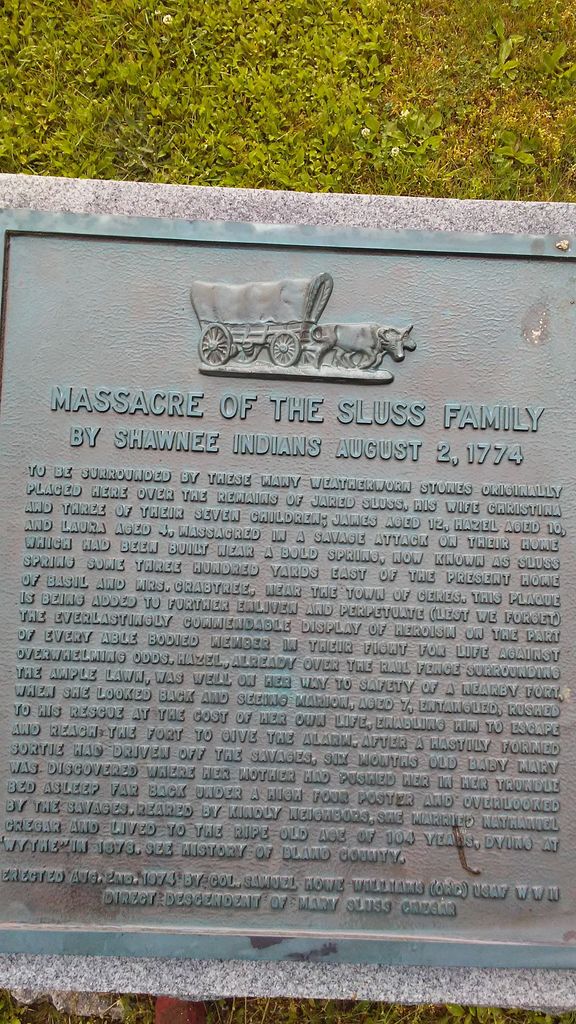 MASSACRE OF THE SLUSS FAMILY
BY SHAWNEE INDIANS AUGUST 2, 1774
TO BE SURROUNDED BY THESE MANY WEATHERWORN STONES ORIGINALLY
PLACED HERE OVER THE REMAINS OF JARED SLUSS, HIS WIFE CHRISTINA
AND THREE OF THEIR SEVEN CHILDREN; JAMES AGED 12, HAZEL AGED 10,
AND LAURA AGED 4, MASSACRED IN A SAVAGE ATTACK ON THEIR HOME
WHICH HAD BEEN BUILT NEAR A BOLD SPRING, NOW KNOWN AS SLUSS
SPRING SOME THREE HUNDRED YARDS EAST OF THE PRESENT HOME
OF BASIL AND MRS. CRABTREE, NEAR THE TOWN OF CERES. THIS PLAQUE
IS BEING ADDED TO FURTHER ENLIVEN AND PERPETUATE (LEST WE FORGET)
THE EVERLASTINGLY COMMENDABLE DISPLAY OF HEROISM ON THE PART
OF EVERY ABLE BODIED MEMBER IN THEIR FIGHT FOR LIFE AGAINST
OVERWHELMING ODDS. HAZEL, ALREADY OVER THE RAIL FENCE SURROUNDING
THE AMPLE LAWN, WAS WELL ON HER WAY TO SAFETY OF A NEARBY FORT,
WHEN SHE LOOKED BACK AND SEEING MARION, AGED 7, ENTANGLED, RUSHED
TO HIS RESCUE AT THE COST OF HER OWN LIFE, ENABLING HIM TO ESCAPE
AND REACH THE FORT TO GIVE THE ALARM. AFTER A HASTILY FORMED
SORTIE HAD DRIVEN OFF THE SAVAGES, SIX MONTHS OLD BABY MARY
WAS DISCOVERED WHERE HER MOTHER HAD PUSHED HER IN HER TRUNDLE
BED ASLEEP FAR BACK UNDER A HIGH FOUR POSTER AND OVERLOOKED
BY THE SAVAGES. REARED BY KINDLY NEIGHBORS, SHE MARRIED NATHANIEL
CREGAR AND LIVED TO THE RIPE OLD AGE OF 104 YEARS, DYING AT
"WYTHE" IN 1878. SEE HISTORY OF BLAND COUNTY.
ERECTED AUG. 2ND. 1974 BY COL. SAMUEL HOWE WILLIAMS (ORD) USAF W W II
DIRECT DESCENDENT OF MARY SLUSS CREGAR